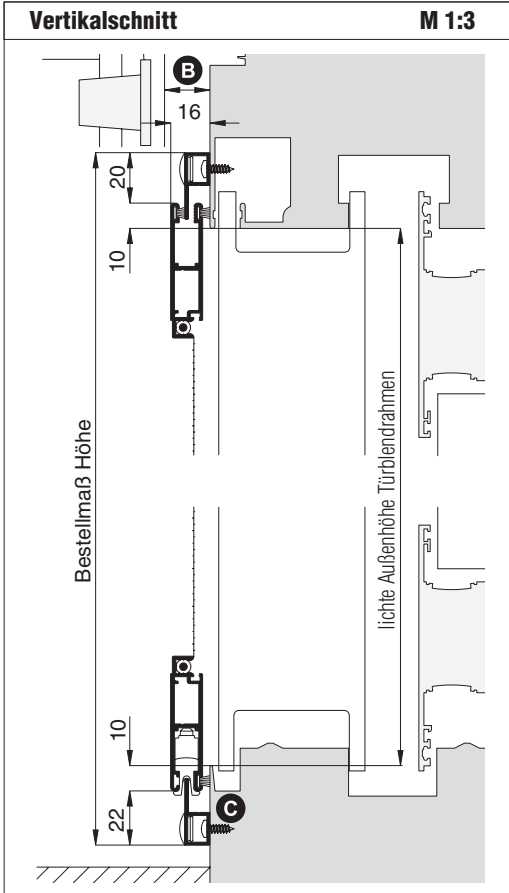 Vertikalschnitt M 1:3
B
16
20
10
Bestellmaß Höhe
lichte Außenhöhe Türblendrahmen
10
22
C